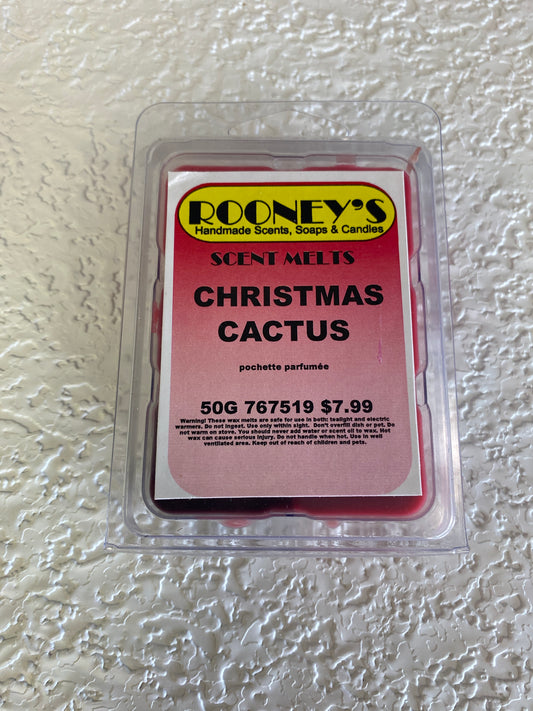 ROONEY'S
Handmade Scents, Soaps & Candles
SCENT MELTS
CHRISTMAS
CACTUS
pochette parfumée
50G 767519 $7.99
Warning! These wax melts are safe for use in both: tealight and electric
warmers. Do not ingest. Use only within sight. Don't overfill dish or pot. Do
not warm on stove. You should never add water or scent oil to wax. Hot
wax can cause serious injury. Do not handle when hot. Use in well
ventilated area. Keep out of reach of children and pets.